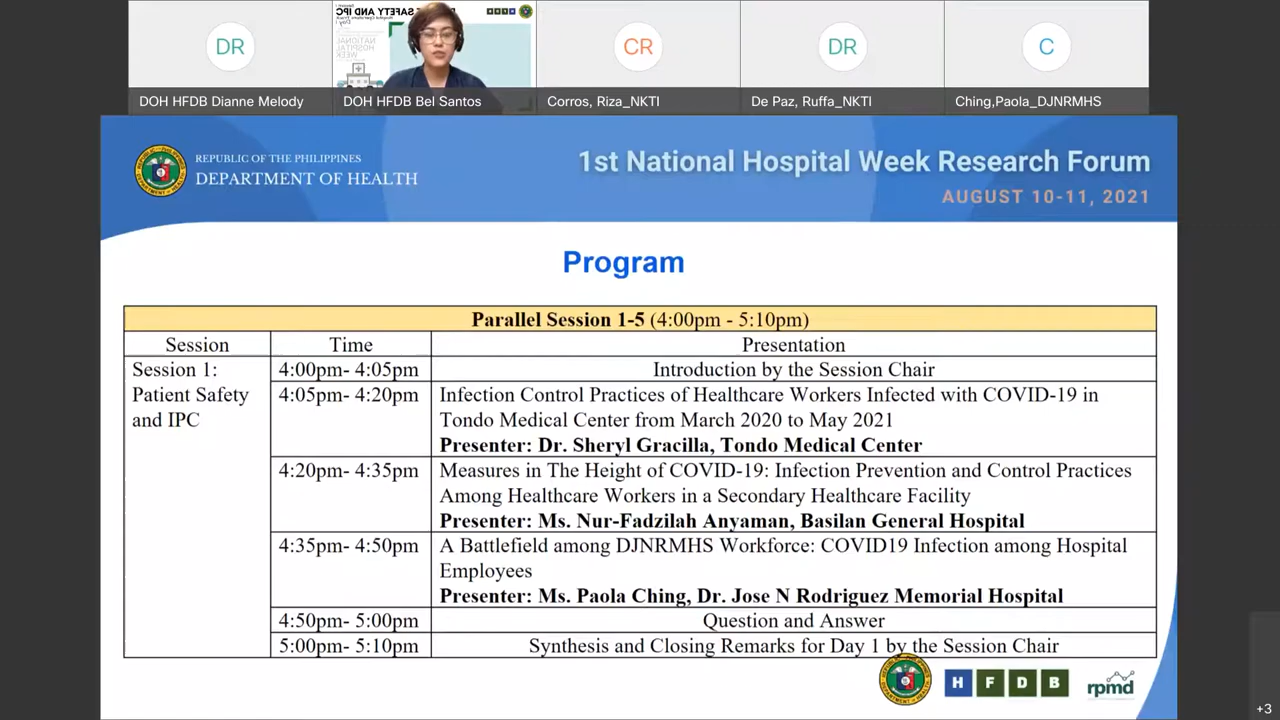 DR
CR
DR
C
DOH HFDB Dianne Melody
DOH HFDB Bel Santos
Corros, Riza_NKTI
De Paz, Ruffa_NKTI
Ching,Paola_DJNRMHS
REPUBLIC OF THE PHILIPPINES
DEPARTMENT OF HEALTH
1st National Hospital Week Research Forum
AUGUST 10-11, 2021
Program
Parallel Session 1-5 (4:00pm - 5:10pm)
Session Time Presentation
Session 1:
Patient Safety
and IPC
4:00pm- 4:05pm Introduction by the Session Chair
4:05pm- 4:20pm Infection Control Practices of Healthcare Workers Infected with COVID-19 in
Tondo Medical Center from March 2020 to May 2021
Presenter: Dr. Sheryl Gracilla, Tondo Medical Center
4:20pm- 4:35pm Measures in The Height of COVID-19: Infection Prevention and Control Practices
Among Healthcare Workers in a Secondary Healthcare Facility
Presenter: Ms. Nur-Fadzilah Anyaman, Basilan General Hospital
4:35pm- 4:50pm A Battlefield among DJNRMHS Workforce: COVID19 Infection among Hospital
Employees
Presenter: Ms. Paola Ching, Dr. Jose N Rodriguez Memorial Hospital
4:50pm- 5:00pm Question and Answer
5:00pm- 5:10pm Synthesis and Closing Remarks for Day 1 by the Session Chair
H F D B
rpmd
+3